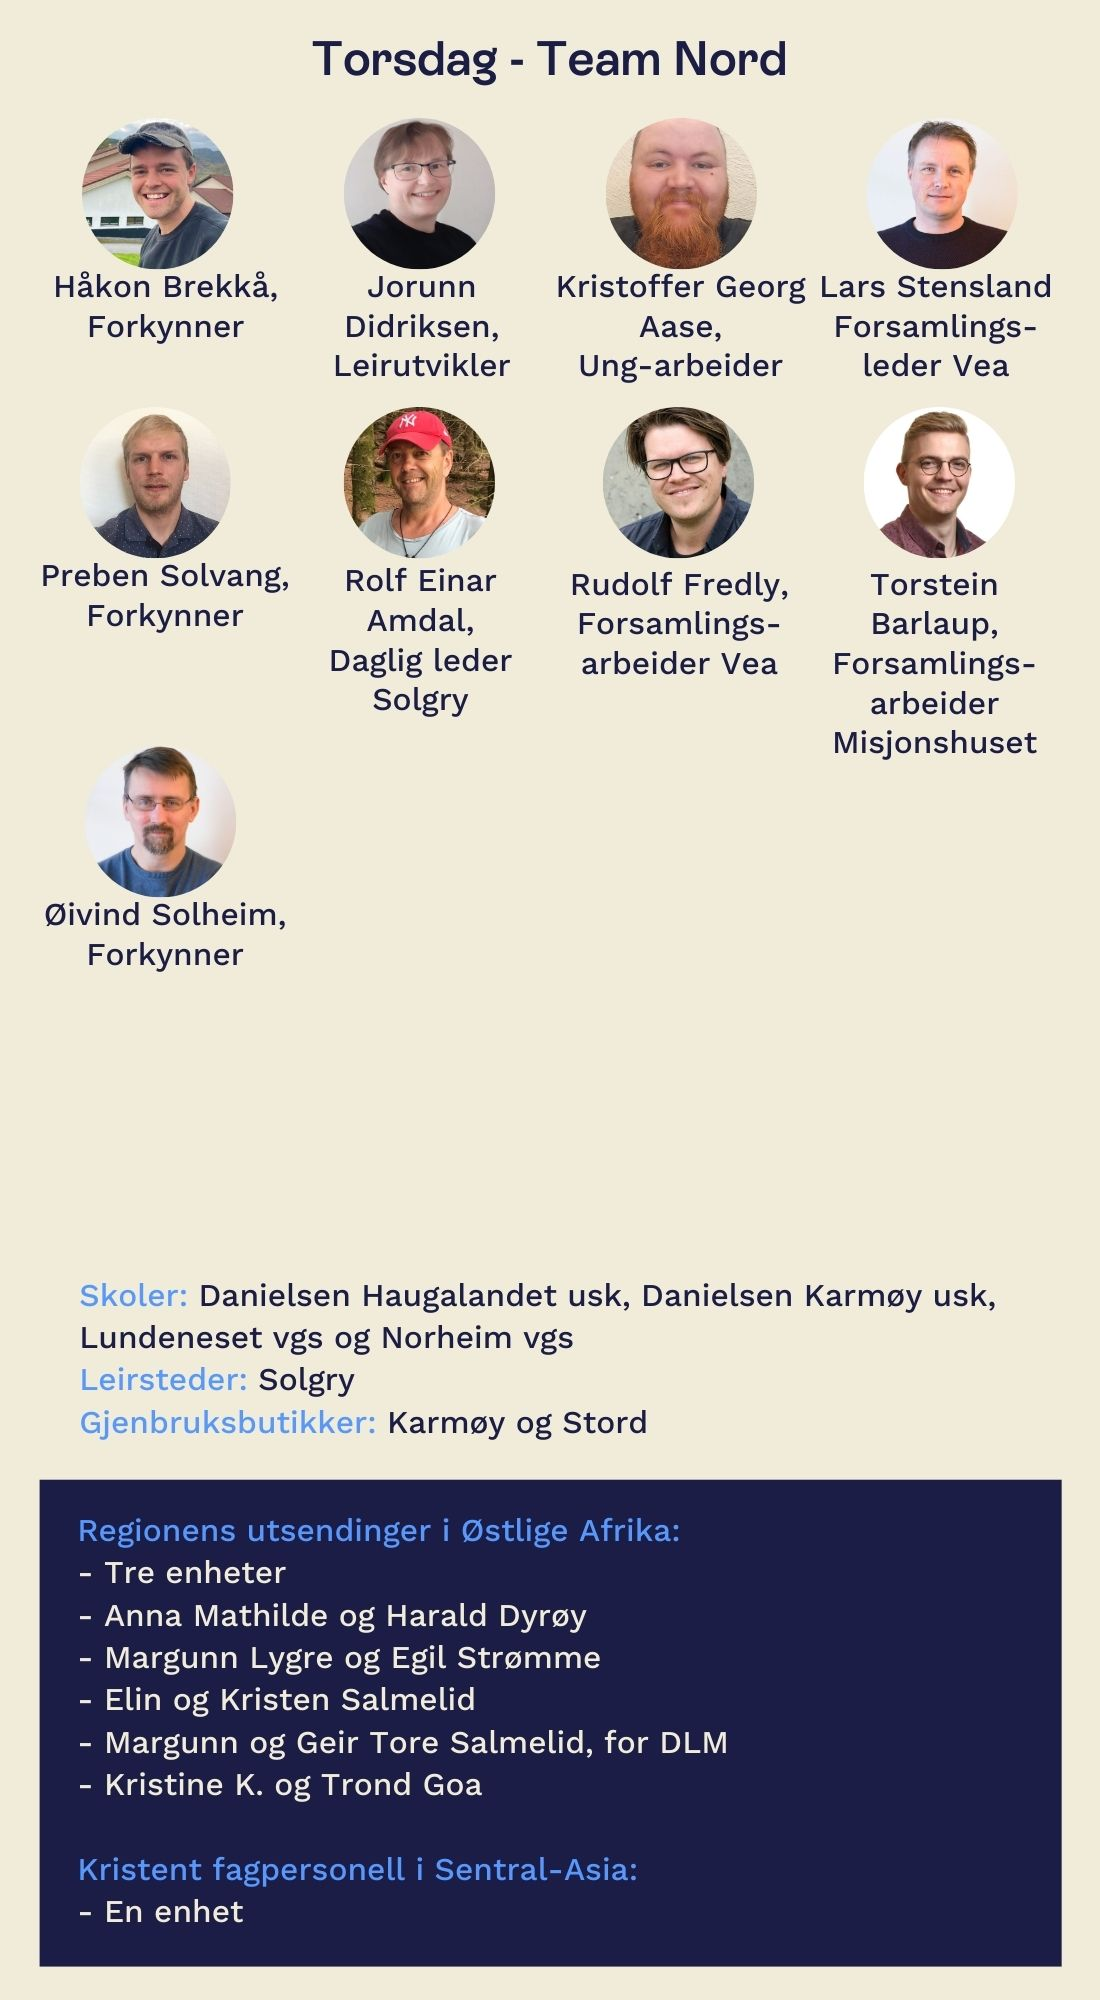 Torsdag - Team Nord
Håkon Brekkå,
Forkynner
Jorunn
Didriksen,
Leirutvikler
Kristoffer Georg
Aase,
Ung-arbeider
Lars Stensland
Forsamlings-
leder Vea
NY
Preben Solvang,
Forkynner
Rolf Einar
Amdal,
Daglig leder
Solgry
Rudolf Fredly,
Forsamlings-
arbeider Vea
Torstein
Barlaup,
Forsamlings-
arbeider
Misjonshuset
Øivind Solheim,
Forkynner
Skoler: Danielsen Haugalandet usk, Danielsen Karmøy usk,
Lundeneset vgs og Norheim vgs
Leirsteder: Solgry
Gjenbruksbutikker: Karmøy og Stord
Regionens utsendinger i Østlige Afrika:
- Tre enheter
- Anna Mathilde og Harald Dyrøy
- Margunn Lygre og Egil Strømme
- Elin og Kristen Salmelid
- Margunn og Geir Tore Salmelid, for DLM
- Kristine K. og Trond Goa
Kristent fagpersonell i Sentral-Asia:
- En enhet